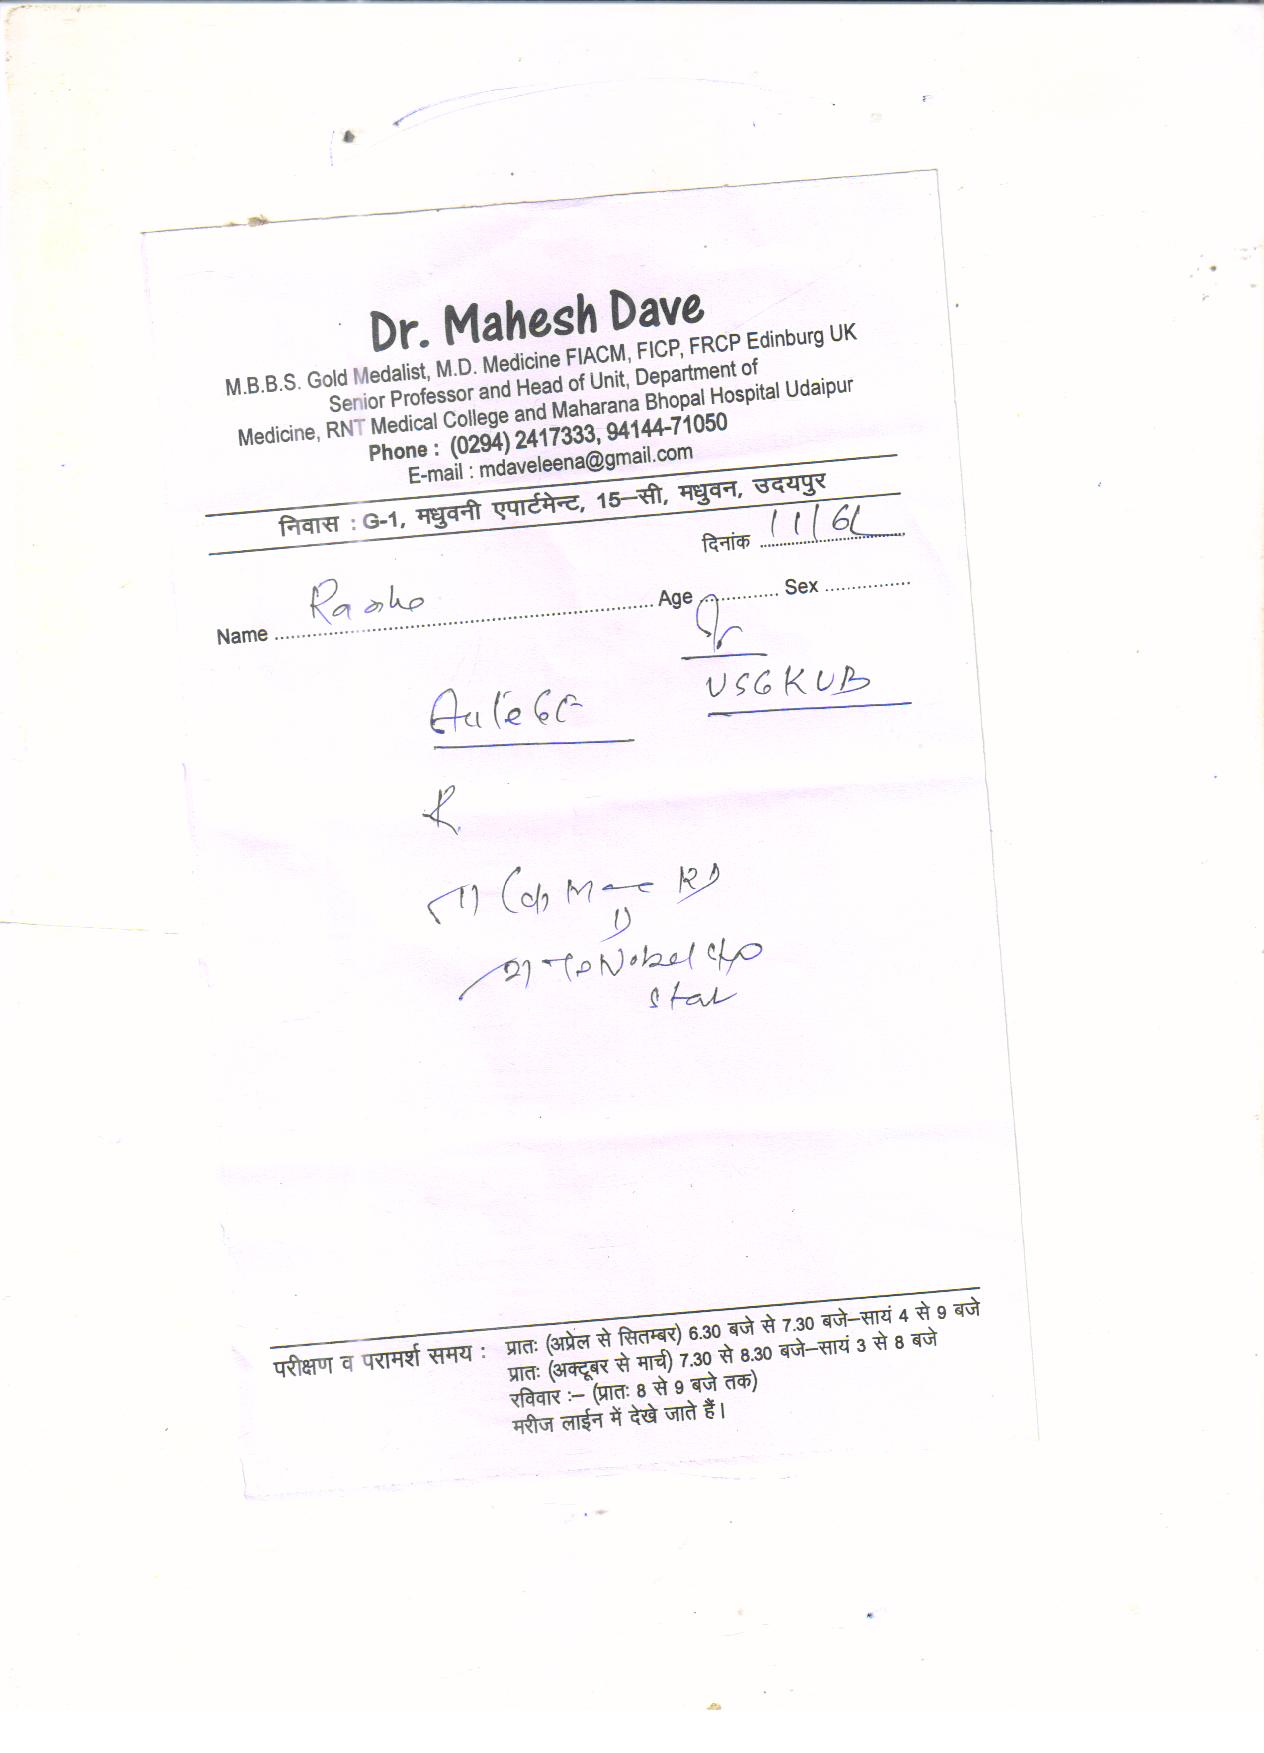 Dr. Mahesh Dave
M.B.B.S. Gold Medalist, M.D. Medicine FIACM, FICP, FRCP Edinburg UK
Senior Professor and Head of Unit, Department of
Medicine, RNT Medical College and Maharana Bhopal Hospital Udaipur
Phone : (0294) 2417333, 94144-71050
E-mail : mdaveleena@gmail.com
निवास : G-1, मधुवनी एपार्टमेन्ट, 15–सी, मधुवन, उदयपुर
दिनांक
Name Age Sex
USG KUB
1) Cap RD
2)
Stat
परीक्षण व परामर्श समय : प्रातः (अप्रेल से सितम्बर) 6.30 बजे से 7.30 बजे–सायं 4 से 9 बजे
प्रातः (अक्टूबर से मार्च) 7.30 से 8.30 बजे–सायं 3 से 8 बजे
रविवार :– (प्रातः 8 से 9 बजे तक)
मरीज लाईन में देखे जाते हैं।